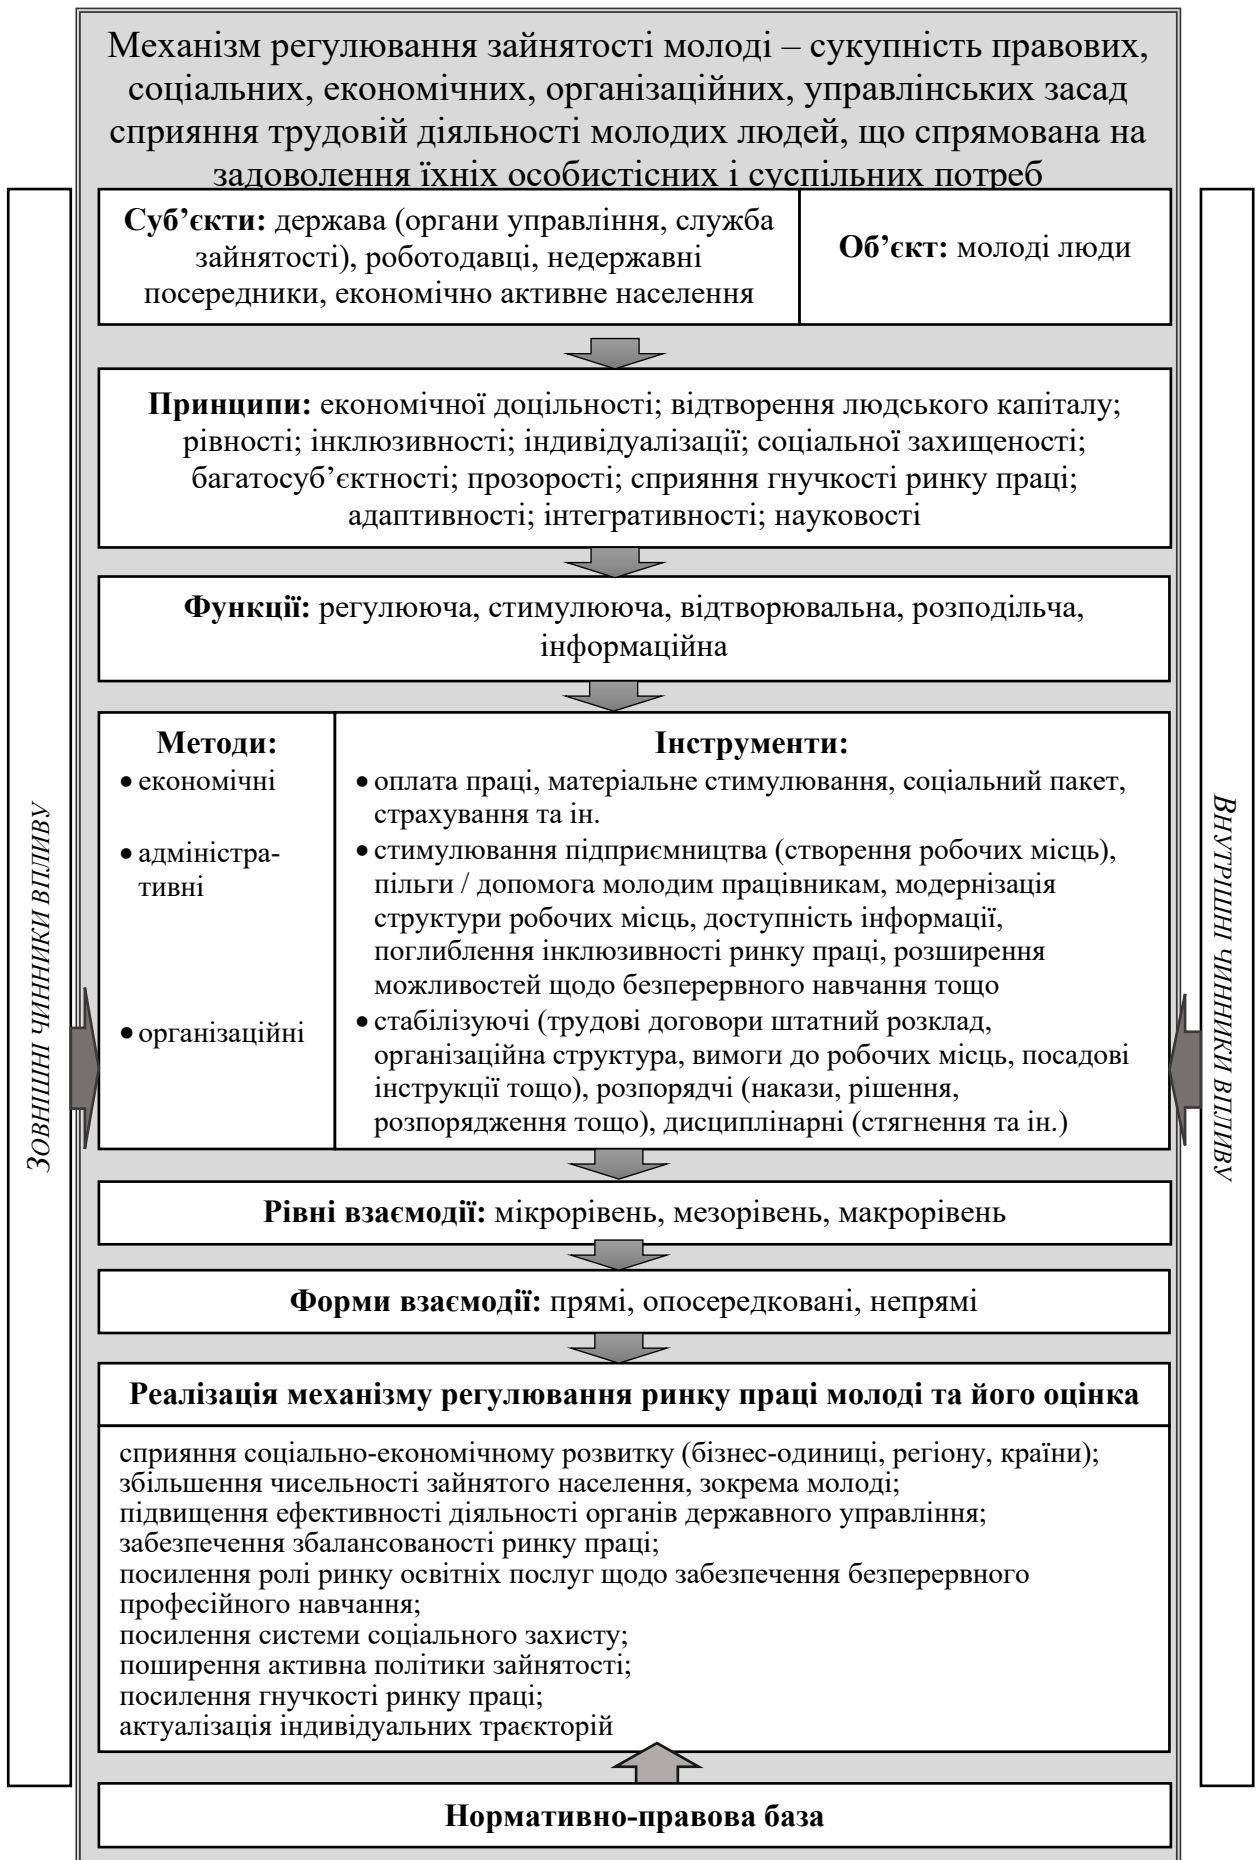 Механізм регулювання зайнятості молоді – сукупність правових,
соціальних, економічних, організаційних, управлінських засад
сприяння трудовій діяльності молодих людей, що спрямована на
задоволення їхніх особистісних і суспільних потреб
Суб’єкти: держава (органи управління, служба
зайнятості), роботодавці, недержавні
посередники, економічно активне населення
Об’єкт: молоді люди
Принципи: економічної доцільності; відтворення людського капіталу;
рівності; інклюзивності; індивідуалізації; соціальної захищеності;
багатосуб’єктності; прозорості; сприяння гнучкості ринку праці;
адаптивності; інтегративності; науковості
Функції: регулююча, стимулююча, відтворювальна, розподільча,
інформаційна
Методи:
• економічні
• адміністра-
тивні
• організаційні
Інструменти:
• оплата праці, матеріальне стимулювання, соціальний пакет,
страхування та ін.
• стимулювання підприємництва (створення робочих місць),
пільги / допомога молодим працівникам, модернізація
структури робочих місць, доступність інформації,
поглиблення інклюзивності ринку праці, розширення
можливостей щодо безперервного навчання тощо
• стабілізуючі (трудові договори штатний розклад,
організаційна структура, вимоги до робочих місць, посадові
інструкції тощо), розпорядчі (накази, рішення,
розпорядження тощо), дисциплінарні (стягнення та ін.)
Рівні взаємодії: мікрорівень, мезорівень, макрорівень
Форми взаємодії: прямі, опосередковані, непрямі
Реалізація механізму регулювання ринку праці молоді та його оцінка
сприяння соціально-економічному розвитку (бізнес-одиниці, регіону, країни);
збільшення чисельності зайнятого населення, зокрема молоді;
підвищення ефективності діяльності органів державного управління;
забезпечення збалансованості ринку праці;
посилення ролі ринку освітніх послуг щодо забезпечення безперервного
професійного навчання;
посилення системи соціального захисту;
поширення активна політики зайнятості;
посилення гнучкості ринку праці;
актуалізація індивідуальних траєкторій
Нормативно-правова база
ЗОВНІШНІ ЧИННИКИ ВПЛИВУ
ВНУТРІШНІ ЧИННИКИ ВПЛИВУ